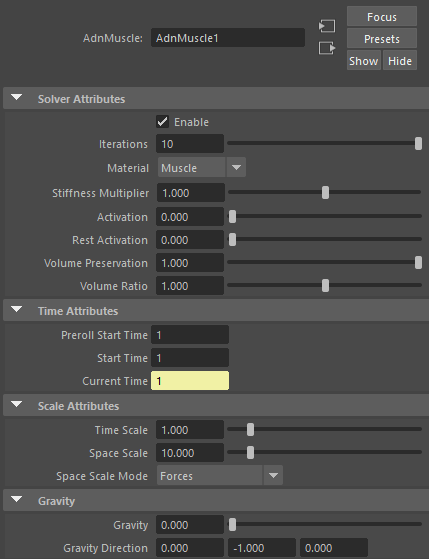 Focus
AdnMuscle: AdnMuscle1
Presets
Show Hide
Solver Attributes
Enable
Iterations 10
Material Muscle
Stiffness Multiplier 1.000
Activation 0.000
Rest Activation 0.000
Volume Preservation 1.000
Volume Ratio 1.000
Time Attributes
Preroll Start Time 1
Start Time 1
Current Time 1
Scale Attributes
Time Scale 1.000
Space Scale 10.000
Space Scale Mode Forces
Gravity
Gravity 0.000
Gravity Direction 0.000 -1.000 0.000